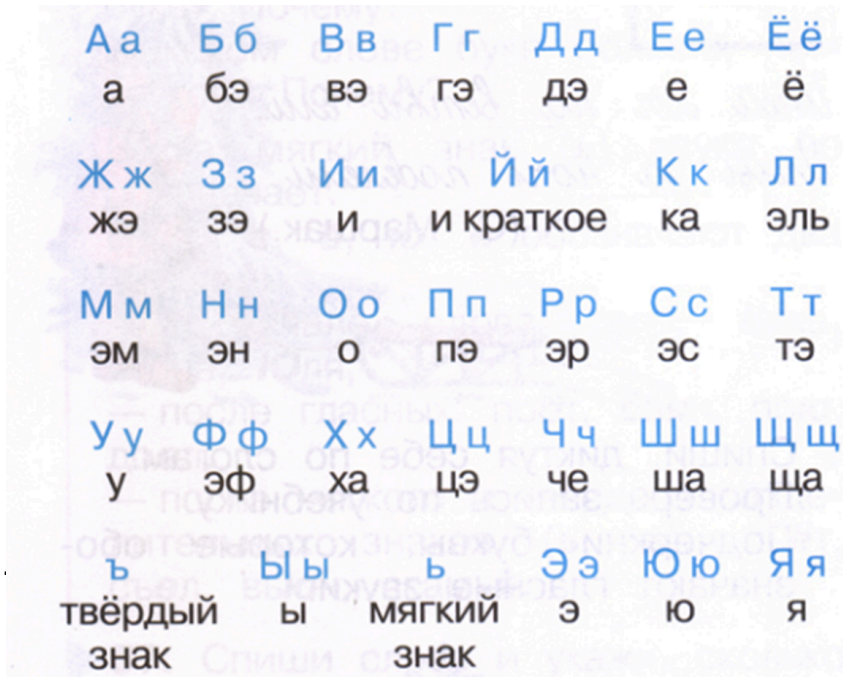 Аа Бб Вв Гг Дд Ее Ёё
а бэ вэ гэ дэ е ё
Жж Зз Ии Йй Кк Лл
жэ зэ и и краткое ка эль
Мм Нн Оо Пп Рр Сс Тт
эм эн о пэ эр эс тэ
Уу Фф Хх Цц Чч Шш Щщ
у эф ха цэ че ша ща
ъ Ыы ь Ээ Юю Яя
твёрдый ы мягкий э ю я
знак знак